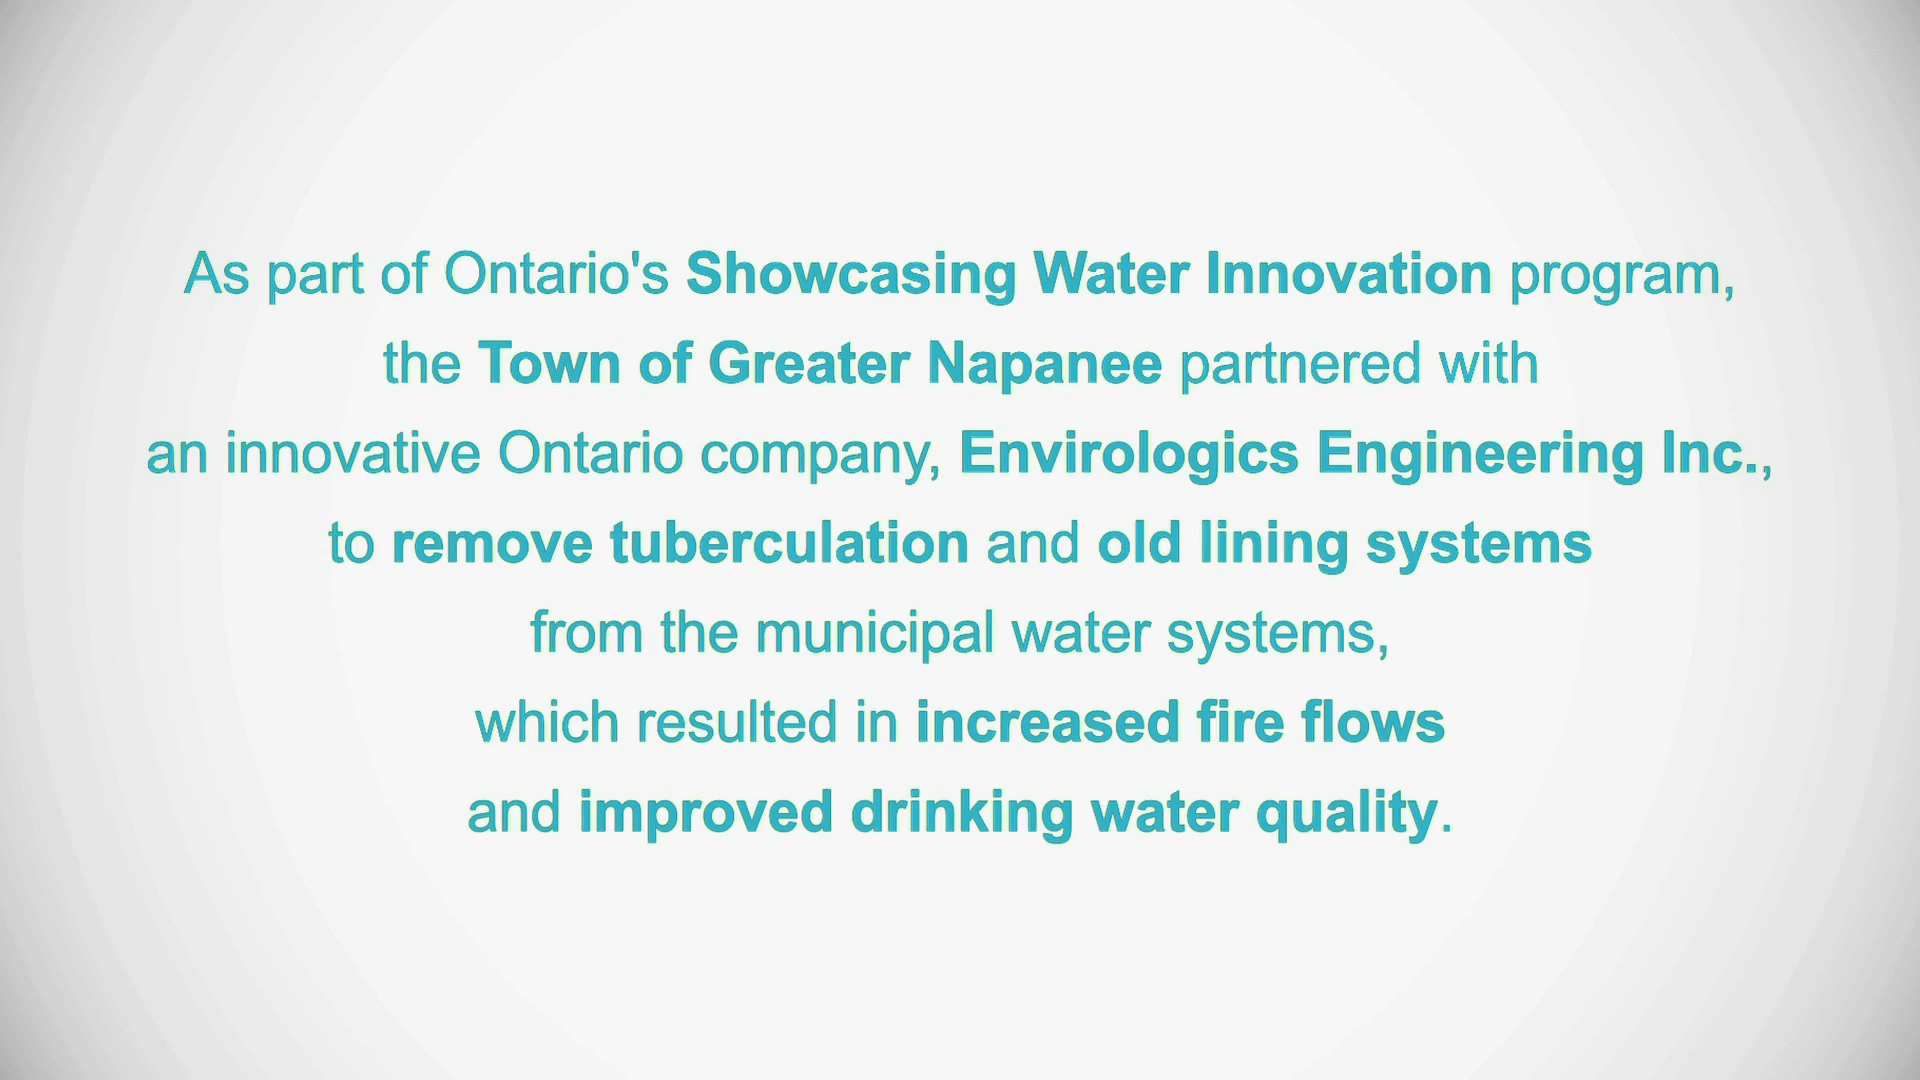 As part of Ontario's Showcasing Water Innovation program,
the Town of Greater Napanee partnered with
an innovative Ontario company, Envirologics Engineering Inc.,
to remove tuberculation and old lining systems
from the municipal water systems,
which resulted in increased fire flows
and improved drinking water quality.